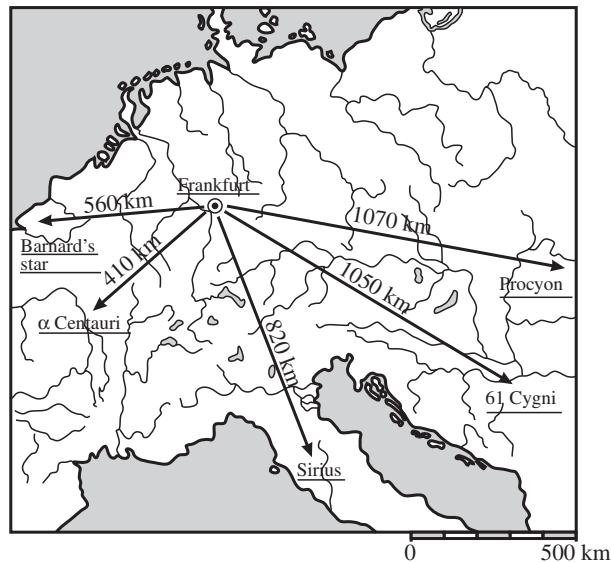 Frankfurt
560 km
1070 km
Barnard's
star
410 km
1050 km
Procyon
α Centauri
820 km
61 Cygni
Sirius
0 500 km